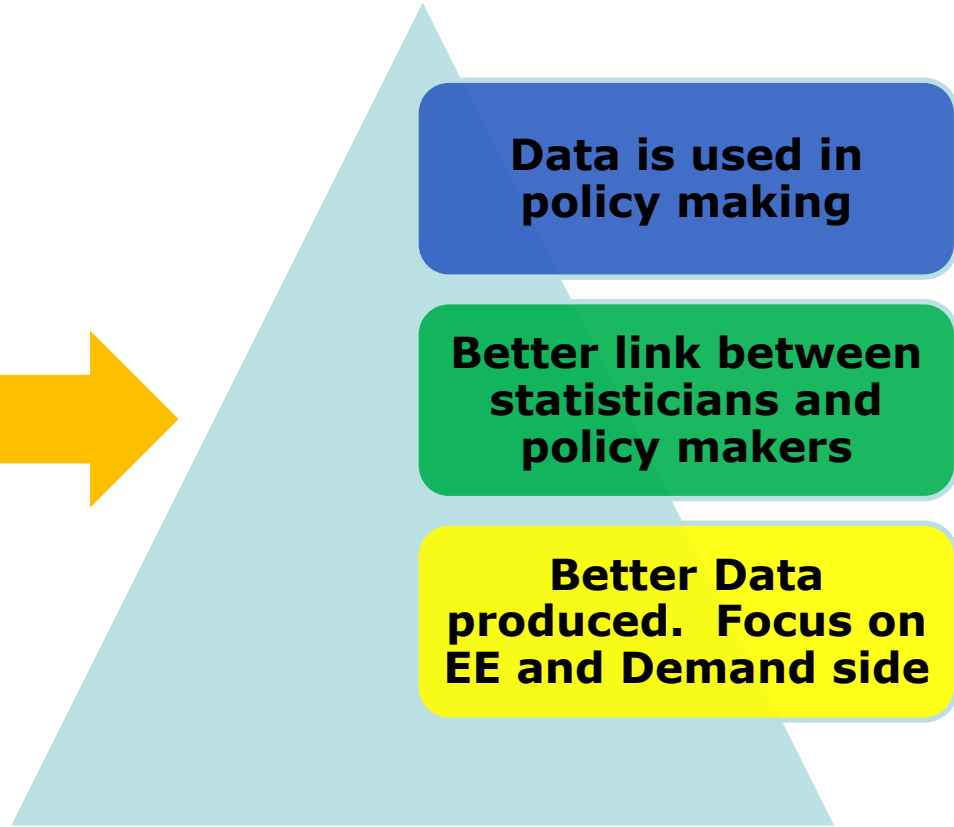 Data is used in
policy making
Better link between
statisticians and
policy makers
Better Data
produced.  Focus on
EE and Demand side